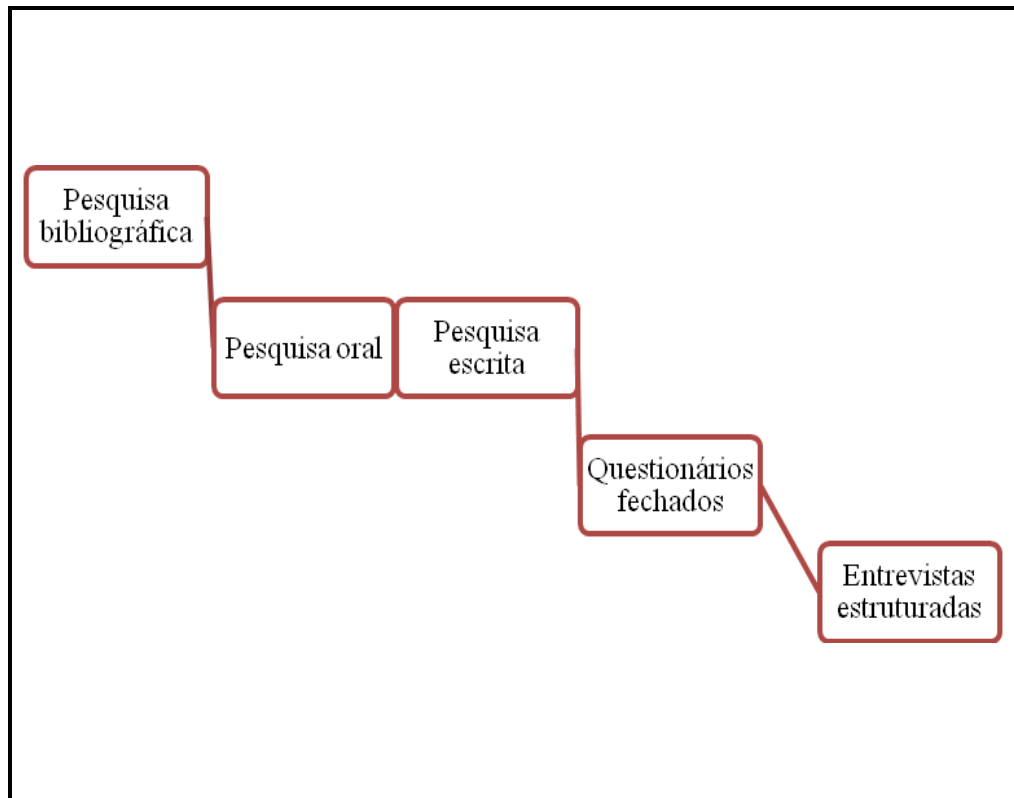 Pesquisa
bibliográfica
Pesquisa oral
Pesquisa
escrita
Questionários
fechados
Entrevistas
estruturadas